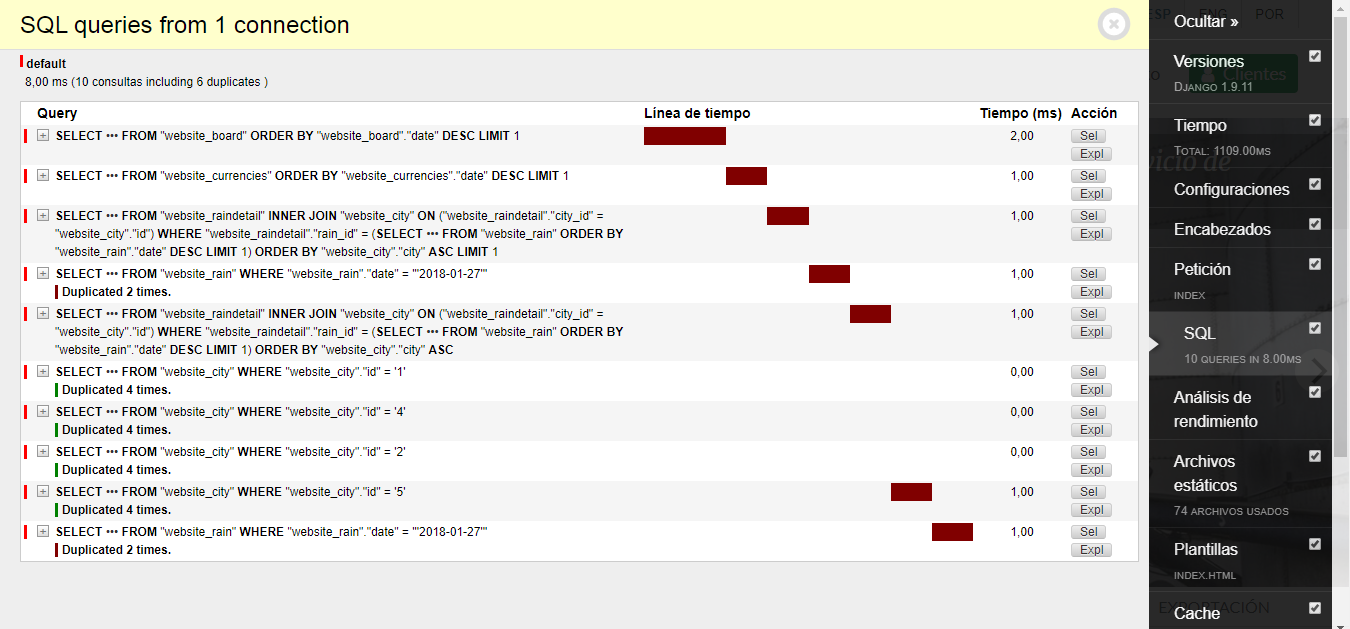 SQL queries from 1 connection
default
8,00 ms (10 consultas including 6 duplicates )
Query Línea de tiempo Tiempo (ms) Acción
+ SELECT ••• FROM "website_board" ORDER BY "website_board"."date" DESC LIMIT 1 2,00 Sel
Expl
+ SELECT ••• FROM "website_currencies" ORDER BY "website_currencies"."date" DESC LIMIT 1 1,00 Sel
Expl
+ SELECT ••• FROM "website_raindetail" INNER JOIN "website_city" ON ("website_raindetail"."city_id" = 1,00 Sel
"website_city"."id") WHERE "website_raindetail"."rain_id" = (SELECT ••• FROM "website_rain" ORDER BY Expl
"website_rain"."date" DESC LIMIT 1) ORDER BY "website_city"."city" ASC LIMIT 1
+ SELECT ••• FROM "website_rain" WHERE "website_rain"."date" = '"2018-01-27"' 1,00 Sel
Duplicated 2 times. Expl
+ SELECT ••• FROM "website_raindetail" INNER JOIN "website_city" ON ("website_raindetail"."city_id" = 1,00 Sel
"website_city"."id") WHERE "website_raindetail"."rain_id" = (SELECT ••• FROM "website_rain" ORDER BY Expl
"website_rain"."date" DESC LIMIT 1) ORDER BY "website_city"."city" ASC
+ SELECT ••• FROM "website_city" WHERE "website_city"."id" = '1' 0,00 Sel
Duplicated 4 times. Expl
+ SELECT ••• FROM "website_city" WHERE "website_city"."id" = '4' 0,00 Sel
Duplicated 4 times. Expl
+ SELECT ••• FROM "website_city" WHERE "website_city"."id" = '2' 0,00 Sel
Duplicated 4 times. Expl
+ SELECT ••• FROM "website_city" WHERE "website_city"."id" = '5' 1,00 Sel
Duplicated 4 times. Expl
+ SELECT ••• FROM "website_rain" WHERE "website_rain"."date" = '"2018-01-27"' 1,00 Sel
Duplicated 2 times. Expl
ESP ENG POR
Ocultar »
Versiones
Clientes
DJANGO 1.9.11
Tiempo
TOTAL: 1109.00MS
Configuraciones
Encabezados
Petición
INDEX
SQL
10 QUERIES IN 8.00MS
Análisis de
rendimiento
Archivos
estáticos
74 ARCHIVOS USADOS
Plantillas
INDEX.HTML
EXPORTACIÓN
Cache